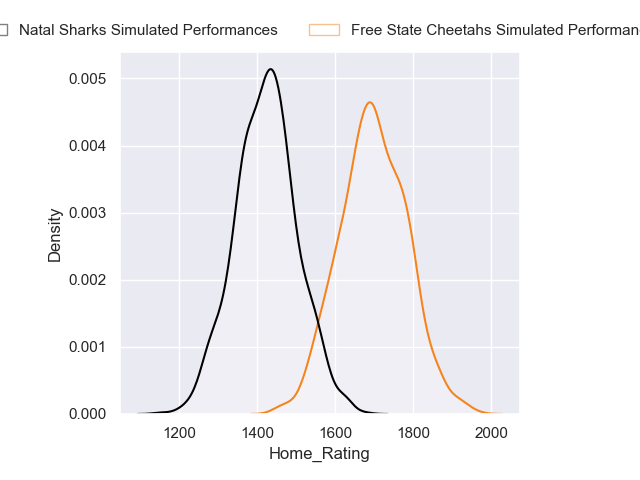 Natal Sharks Simulated Performances
Free State Cheetahs Simulated
0.005
0.004
0.003
0.002
0.001
0.000
Density
1200 1400 1600 1800 2000
Home_Rating